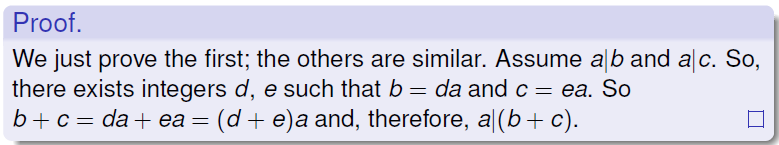 Proof.
We just prove the first; the others are similar. Assume a|b and a|c. So,
there exists integers d, e such that b = da and c = ea. So
b + c = da + ea = (d + e)a and, therefore, a|(b + c). □